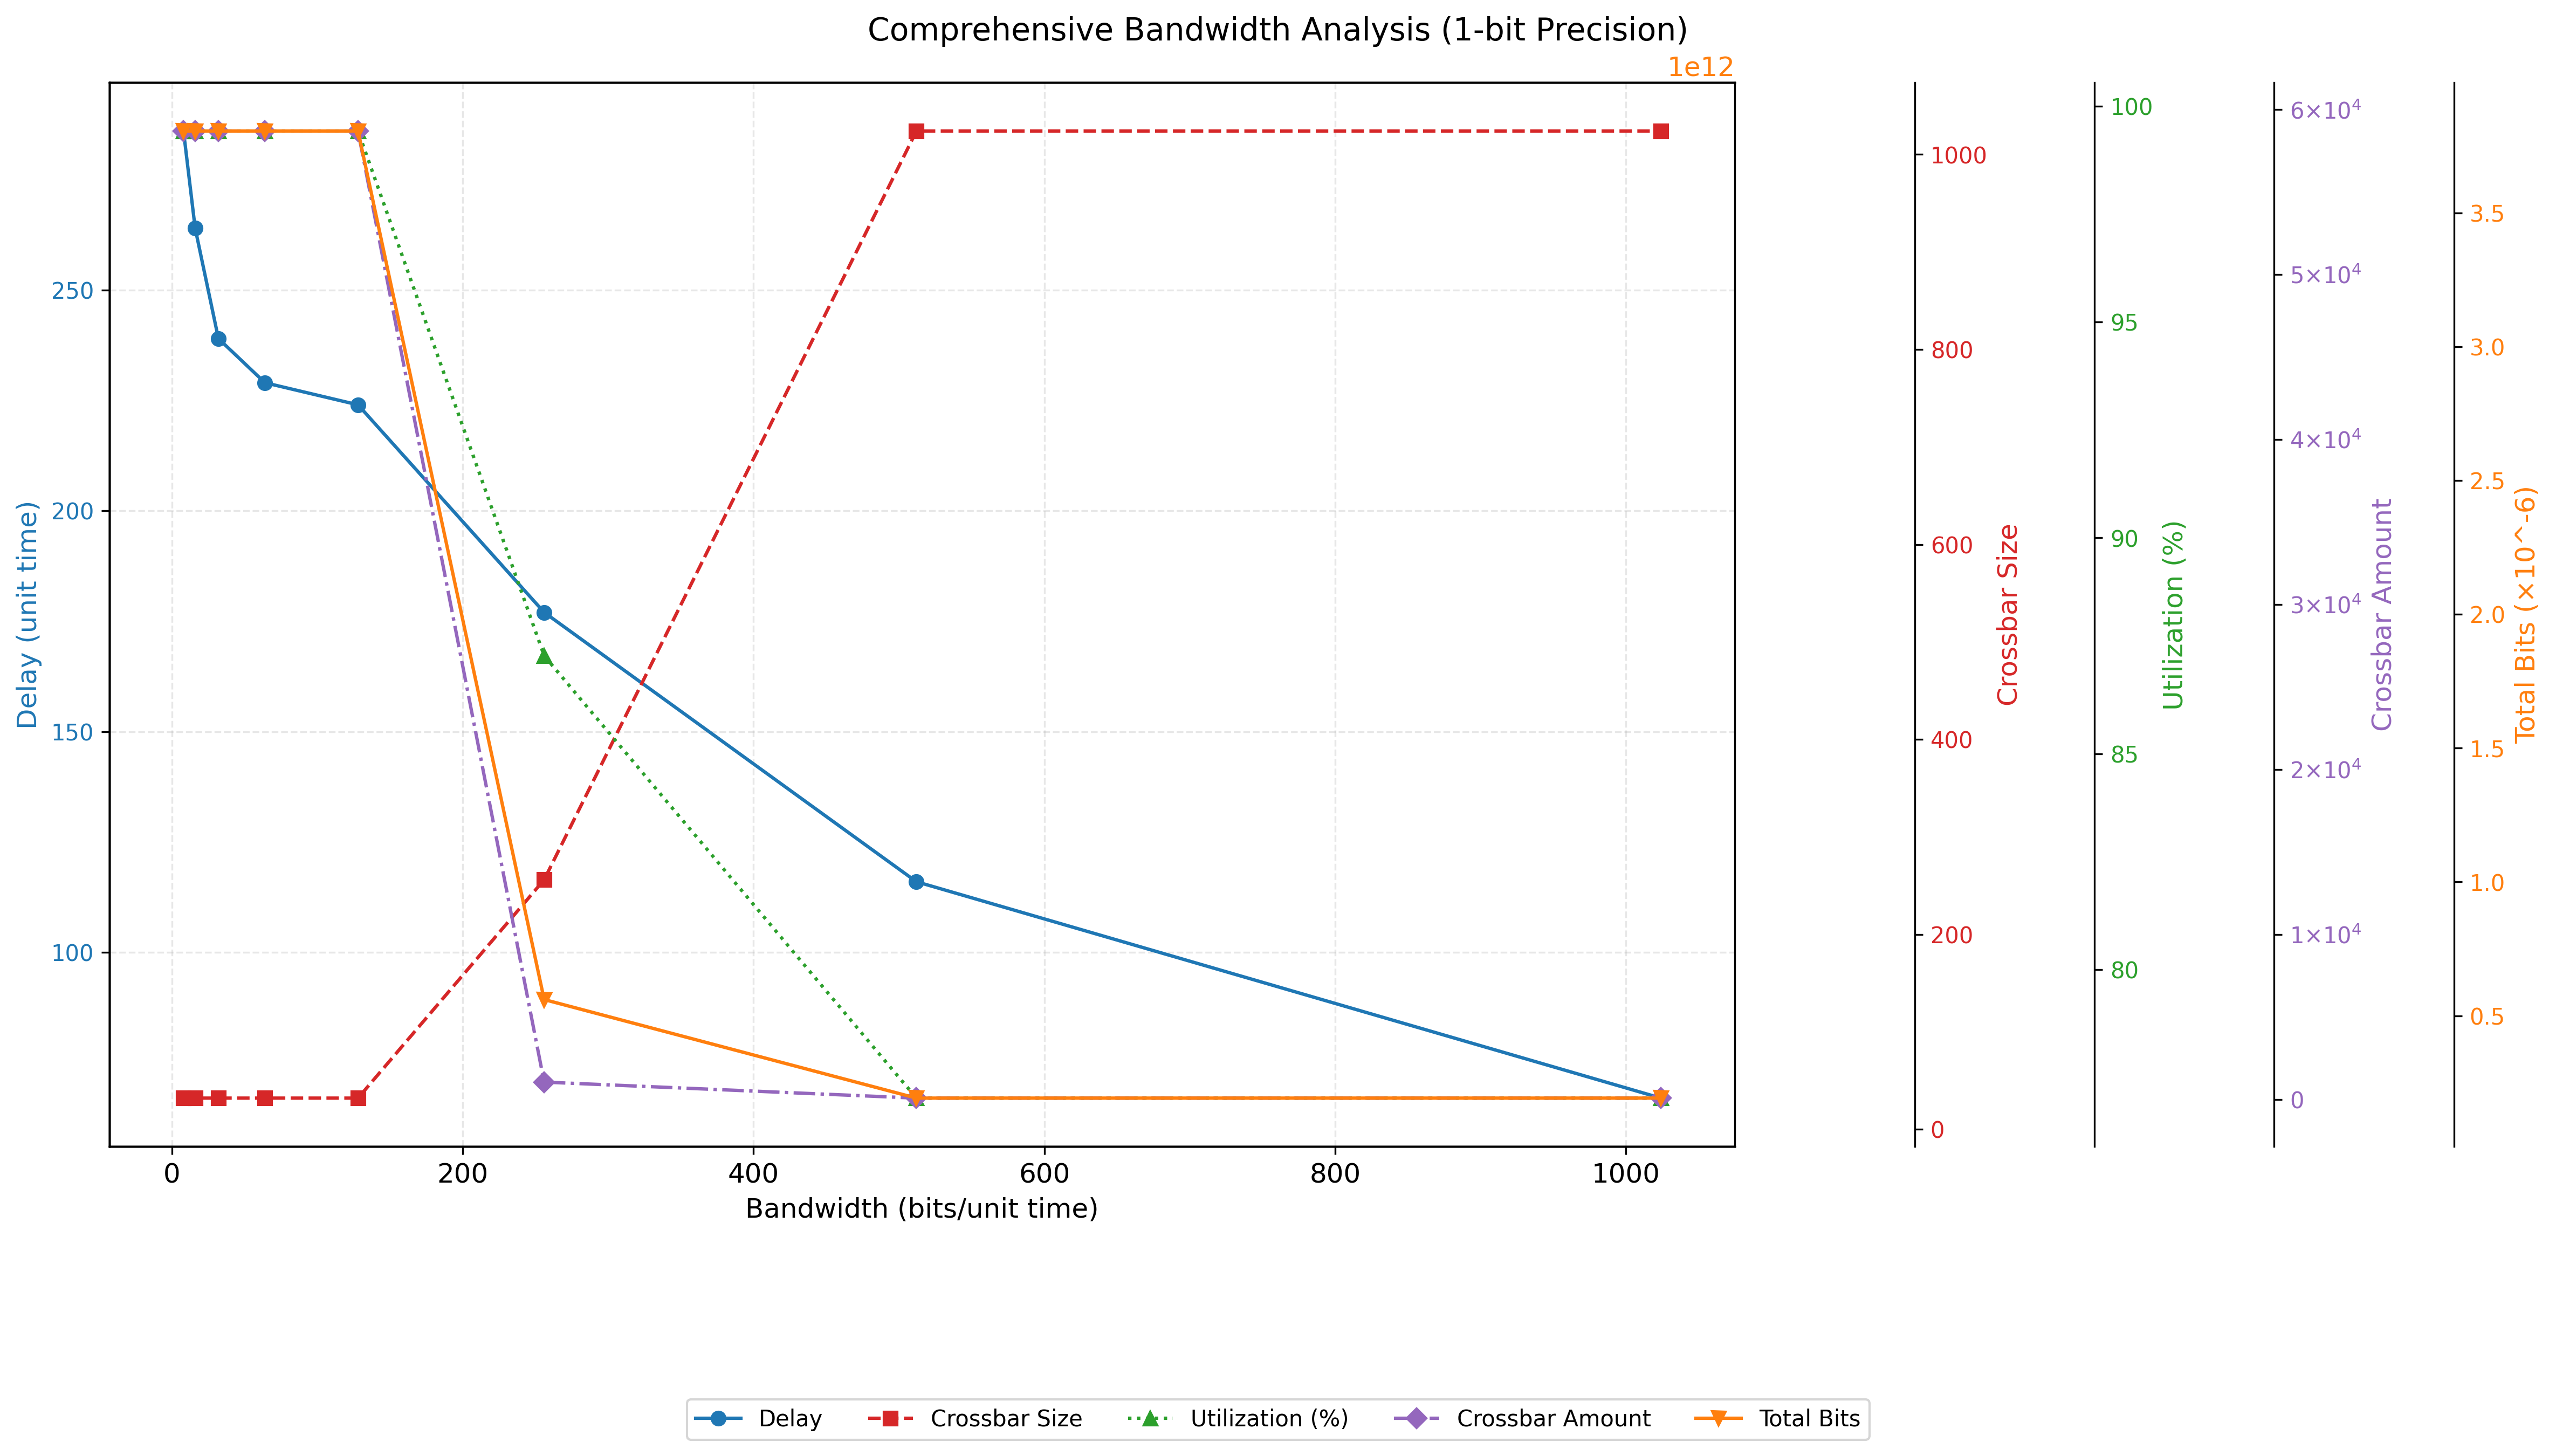 Comprehensive Bandwidth Analysis (1-bit Precision)
1e12
Delay (unit time)
250
200
150
100
0 200 400 600 800 1000
Bandwidth (bits/unit time)
1000
800
600
400
200
0
Crossbar Size
100
95
90
85
80
Utilization (%)
6×10⁴
5×10⁴
4×10⁴
3×10⁴
2×10⁴
1×10⁴
0
Crossbar Amount
3.5
3.0
2.5
2.0
1.5
1.0
0.5
Total Bits (×10^-6)
Delay Crossbar Size Utilization (%) Crossbar Amount Total Bits